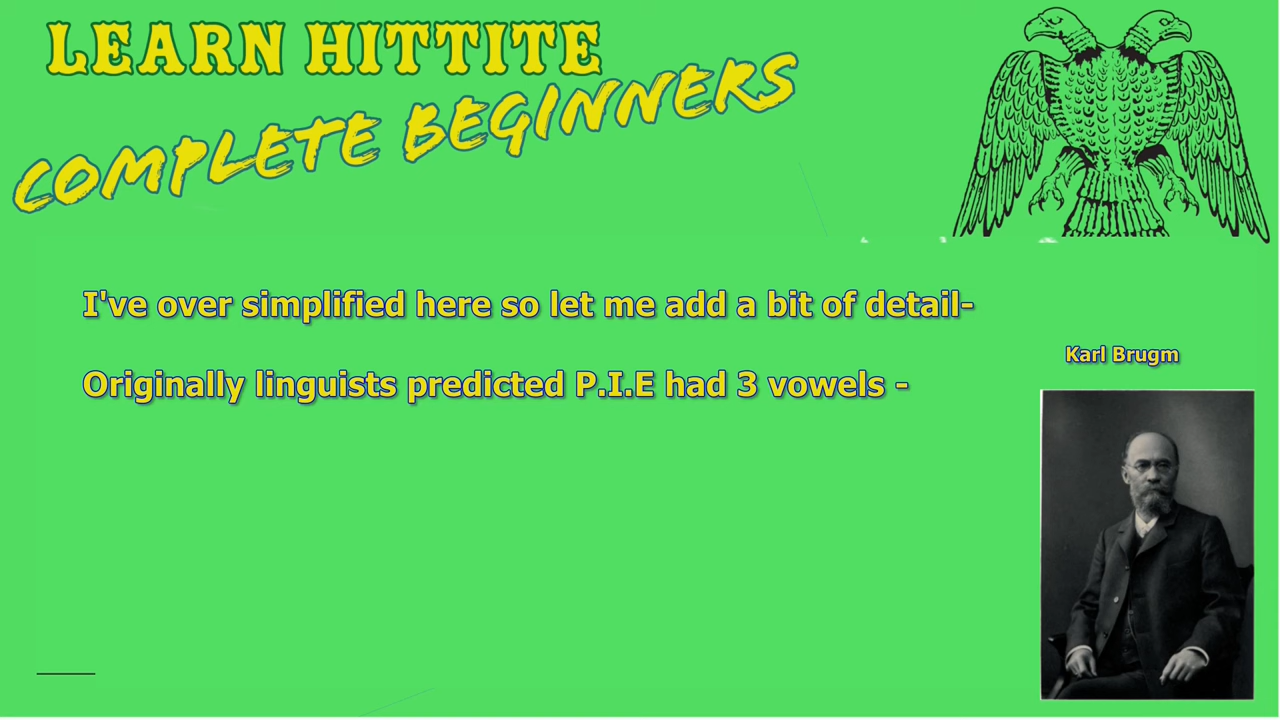 LEARN HITTITE
COMPLETE BEGINNERS
I've over simplified here so let me add a bit of detail-
Karl Brugm
Originally linguists predicted P.I.E had 3 vowels -